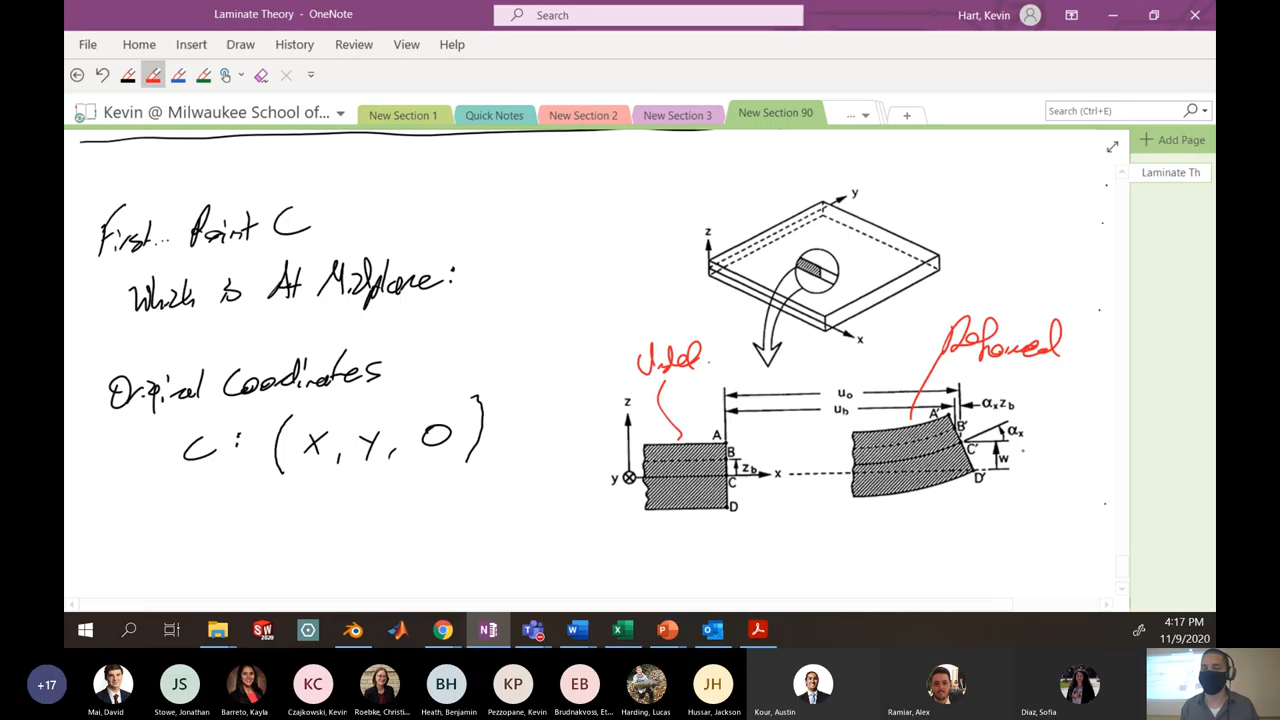 Laminate Theory - OneNote
Search
Hart, Kevin
File Home Insert Draw History Review View Help
Kevin @ Milwaukee School of...
New Section 1
Quick Notes
New Section 2
New Section 3
New Section 90
...
Search (Ctrl+E)
Add Page
Laminate Th
First... Point C
Which is At Midplane:
Original Coordinates
C: (X, Y, 0)
y
z
x
Deformed
z
A
B
z_b
x
y
C
D
u_o
u_b
α_x z_b
A'
B'
α_x
C'
w
D'
SW
2020
4:17 PM
11/9/2020
+17
JS
KC
BH
KP
EB
JH
Mai, David
Stowe, Jonathan
Barreto, Kayla
Czajkowski, Kevin
Roebke, Christi...
Heath, Benjamin
Pezzopane, Kevin
Brudnakvoss, Et...
Harding, Lucas
Hussar, Jackson
Kour, Austin
Ramiar, Alex
Diaz, Sofia